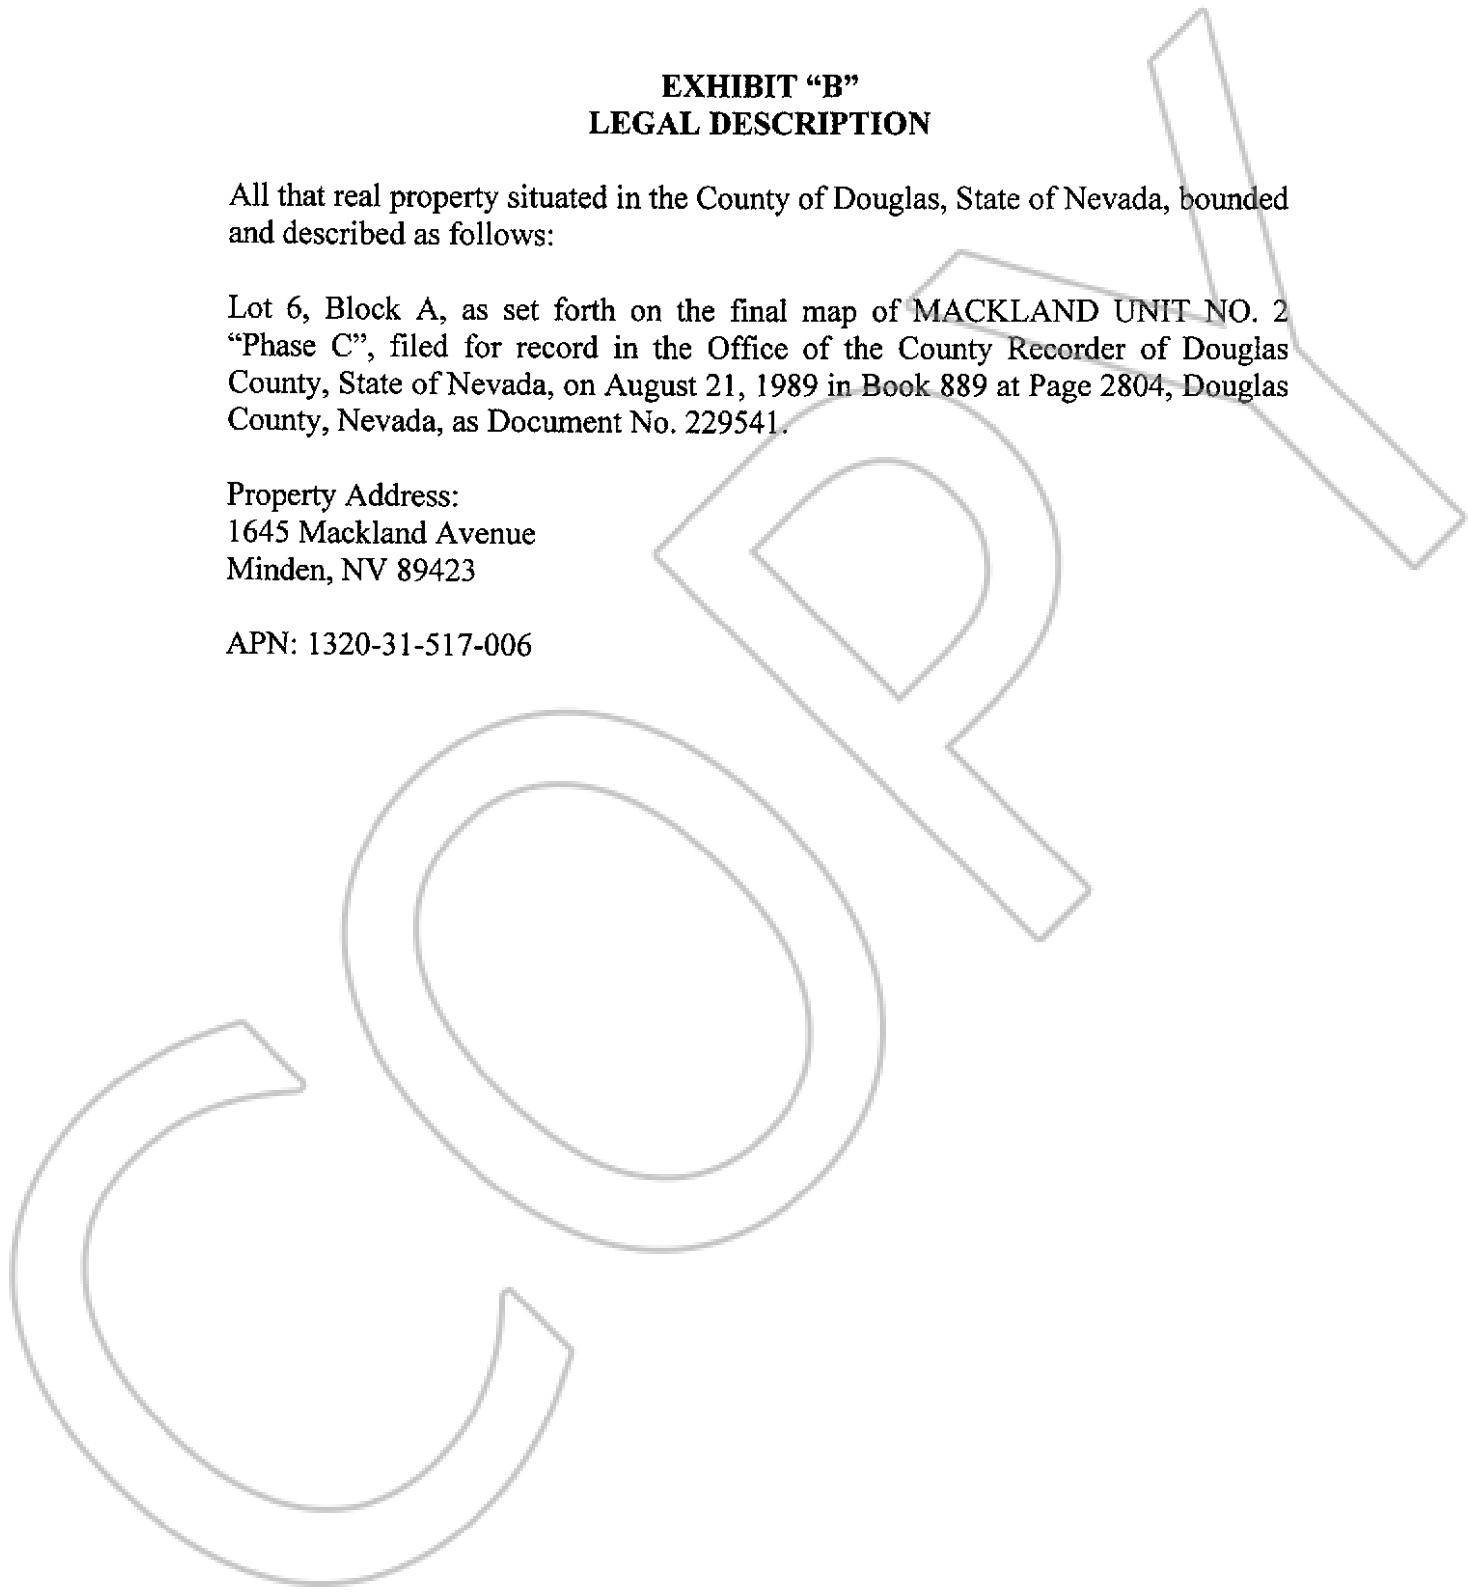 EXHIBIT “B”
LEGAL DESCRIPTION
All that real property situated in the County of Douglas, State of Nevada, bounded
and described as follows:
Lot 6, Block A, as set forth on the final map of MACKLAND UNIT NO. 2
“Phase C”, filed for record in the Office of the County Recorder of Douglas
County, State of Nevada, on August 21, 1989 in Book 889 at Page 2804, Douglas
County, Nevada, as Document No. 229541.
Property Address:
1645 Mackland Avenue
Minden, NV 89423
APN: 1320-31-517-006
COPY